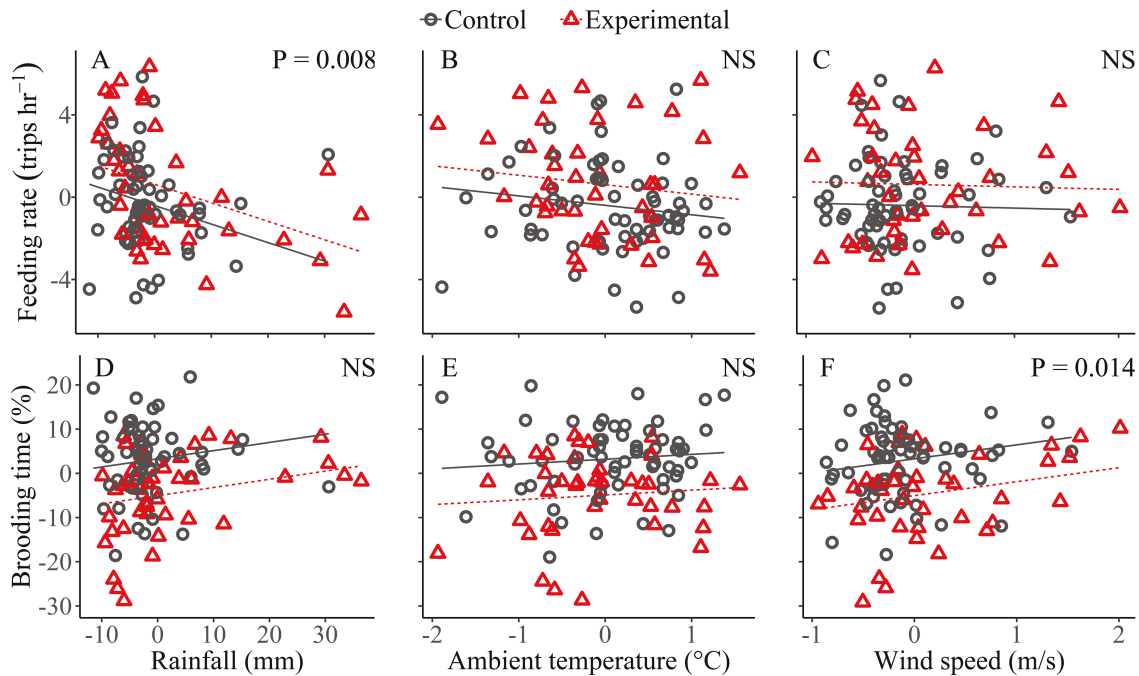 Control Experimental
A P = 0.008
B NS
C NS
Feeding rate (trips hr⁻¹)
4
0
-4
D NS
E NS
F P = 0.014
Brooding time (%)
20
10
0
-10
-20
-30
-10 0 10 20 30
-2 -1 0 1
-1 0 1 2
Rainfall (mm)
Ambient temperature (°C)
Wind speed (m/s)